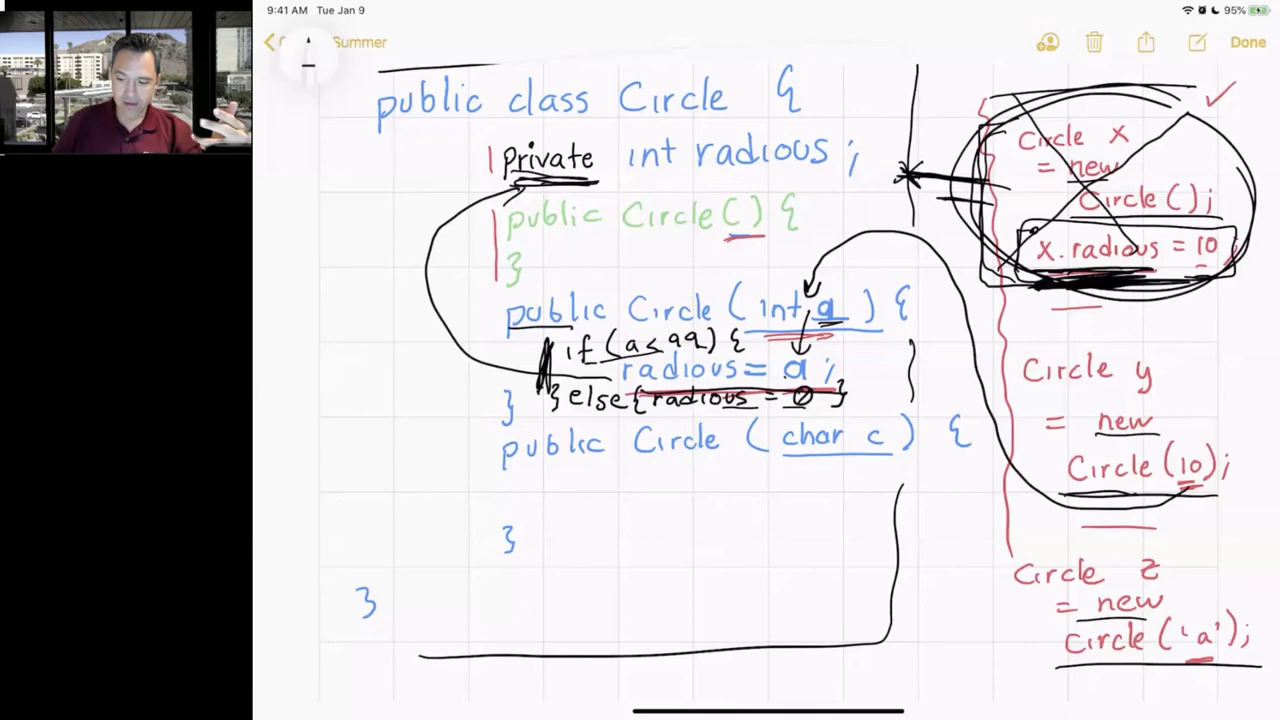 9:41 AM Tue Jan 9
95%
Summer
Done
public class Circle {
private int radious ;
public Circle ( ) {
}
public Circle ( int a ) {
if (a<99) {
radious = a ;
} else { radious = 0 }
}
public Circle ( char c ) {
}
}
Circle x
= new
Circle ( ) ;
x. radious = 10
Circle y
= new
Circle (10) ;
Circle z
= new
Circle ('a') ;